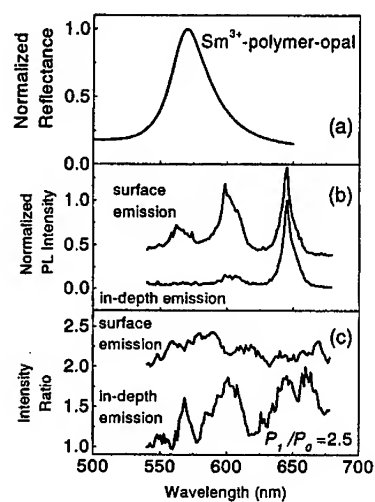 Normalized Reflectance
1.0
0.5
0.0
Sm³⁺-polymer-opal
(a)
Normalized PL Intensity
1.0
0.5
0.0
surface emission
(b)
in-depth emission
Intensity Ratio
2.5
2.0
1.5
1.0
surface emission
(c)
in-depth emission
P₁/P₀=2.5
500 550 600 650 700
Wavelength (nm)